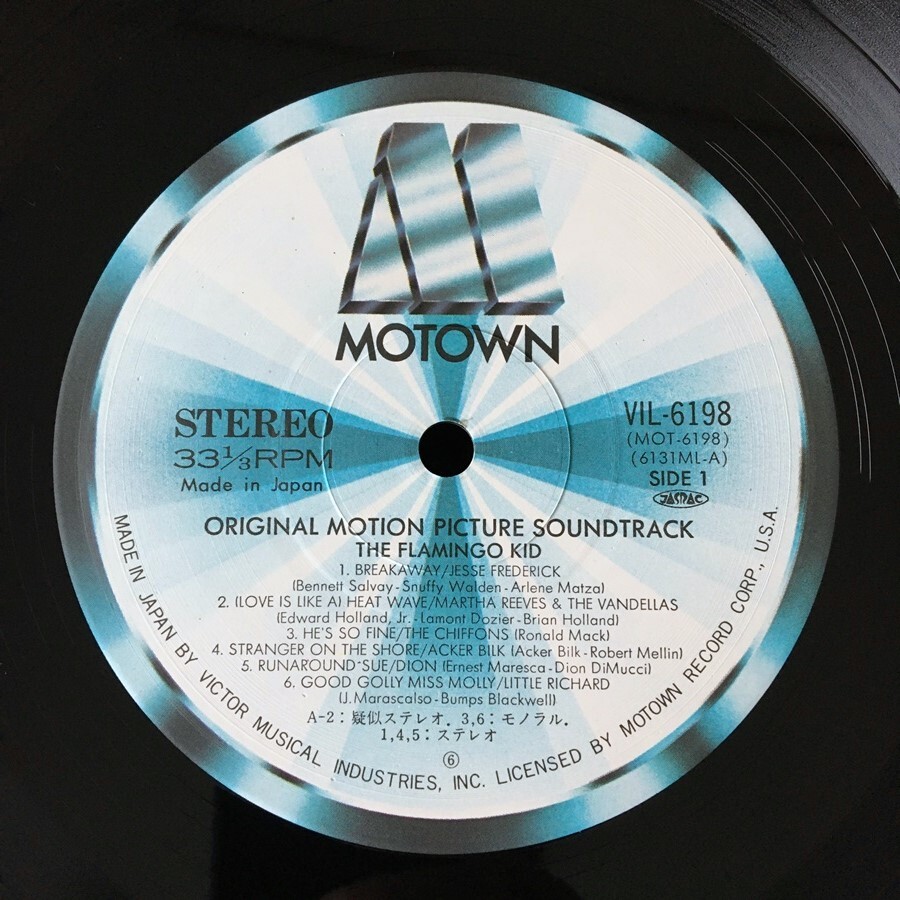 MOTOWN
STEREO
33⅓RPM
Made in Japan
VIL-6198
(MOT-6198)
(6131ML-A)
SIDE 1
JASRAC
ORIGINAL MOTION PICTURE SOUNDTRACK
THE FLAMINGO KID
1. BREAKAWAY/JESSE FREDERICK
(Bennett Salvay-Snuffy Walden-Arlene Matza)
2. (LOVE IS LIKE A) HEAT WAVE/MARTHA REEVES & THE VANDELLAS
(Edward Holland, Jr.-Lamont Dozier-Brian Holland)
3. HE'S SO FINE/THE CHIFFONS (Ronald Mack)
4. STRANGER ON THE SHORE/ACKER BILK (Acker Bilk-Robert Mellin)
5. RUNAROUND SUE/DION (Ernest Maresca-Dion DiMucci)
6. GOOD GOLLY MISS MOLLY/LITTLE RICHARD
(J. Marascalso-Bumps Blackwell)
A-2：疑似ステレオ. 3,6：モノラル.
1,4,5：ステレオ
⑥
MADE IN JAPAN BY VICTOR MUSICAL INDUSTRIES, INC. LICENSED BY MOTOWN RECORD CORP., U.S.A.